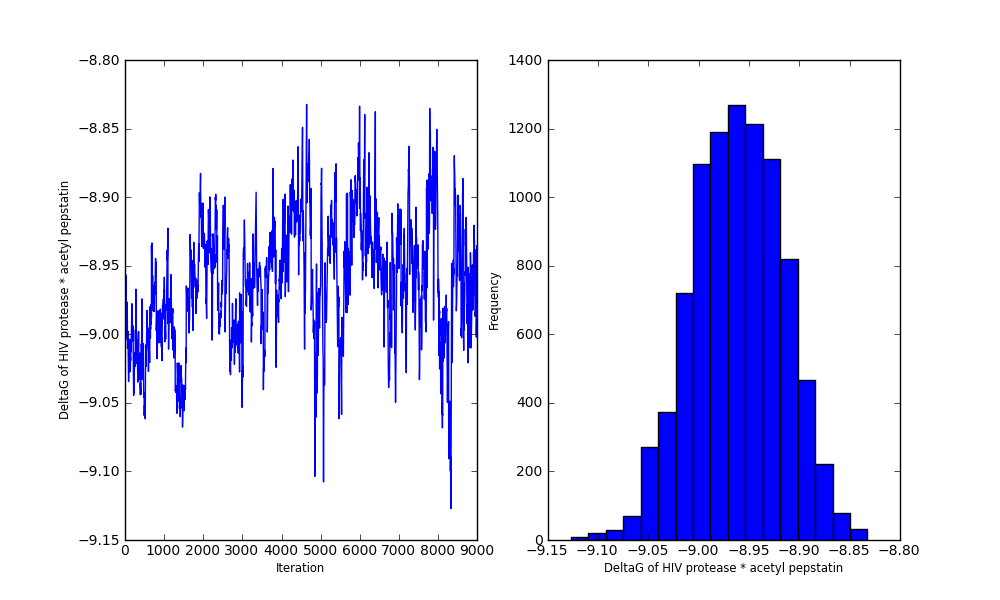 −8.80
−8.85
−8.90
−8.95
−9.00
−9.05
−9.10
−9.15
DeltaG of HIV protease * acetyl pepstatin
0 1000 2000 3000 4000 5000 6000 7000 8000 9000
Iteration
1400
1200
1000
800
600
400
200
0
Frequency
−9.15 −9.10 −9.05 −9.00 −8.95 −8.90 −8.85 −8.80
DeltaG of HIV protease * acetyl pepstatin